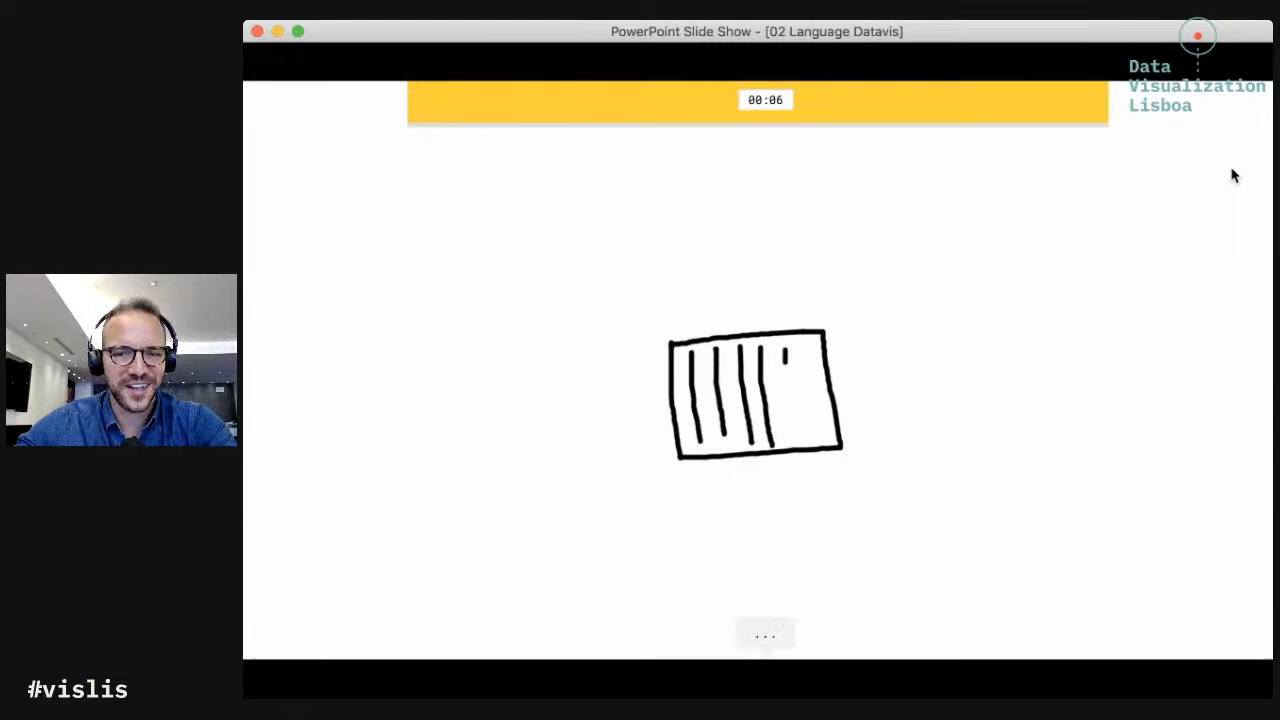 PowerPoint Slide Show - [02 Language Datavis]
Data
Visualization
Lisboa
00:06
...
#vislis